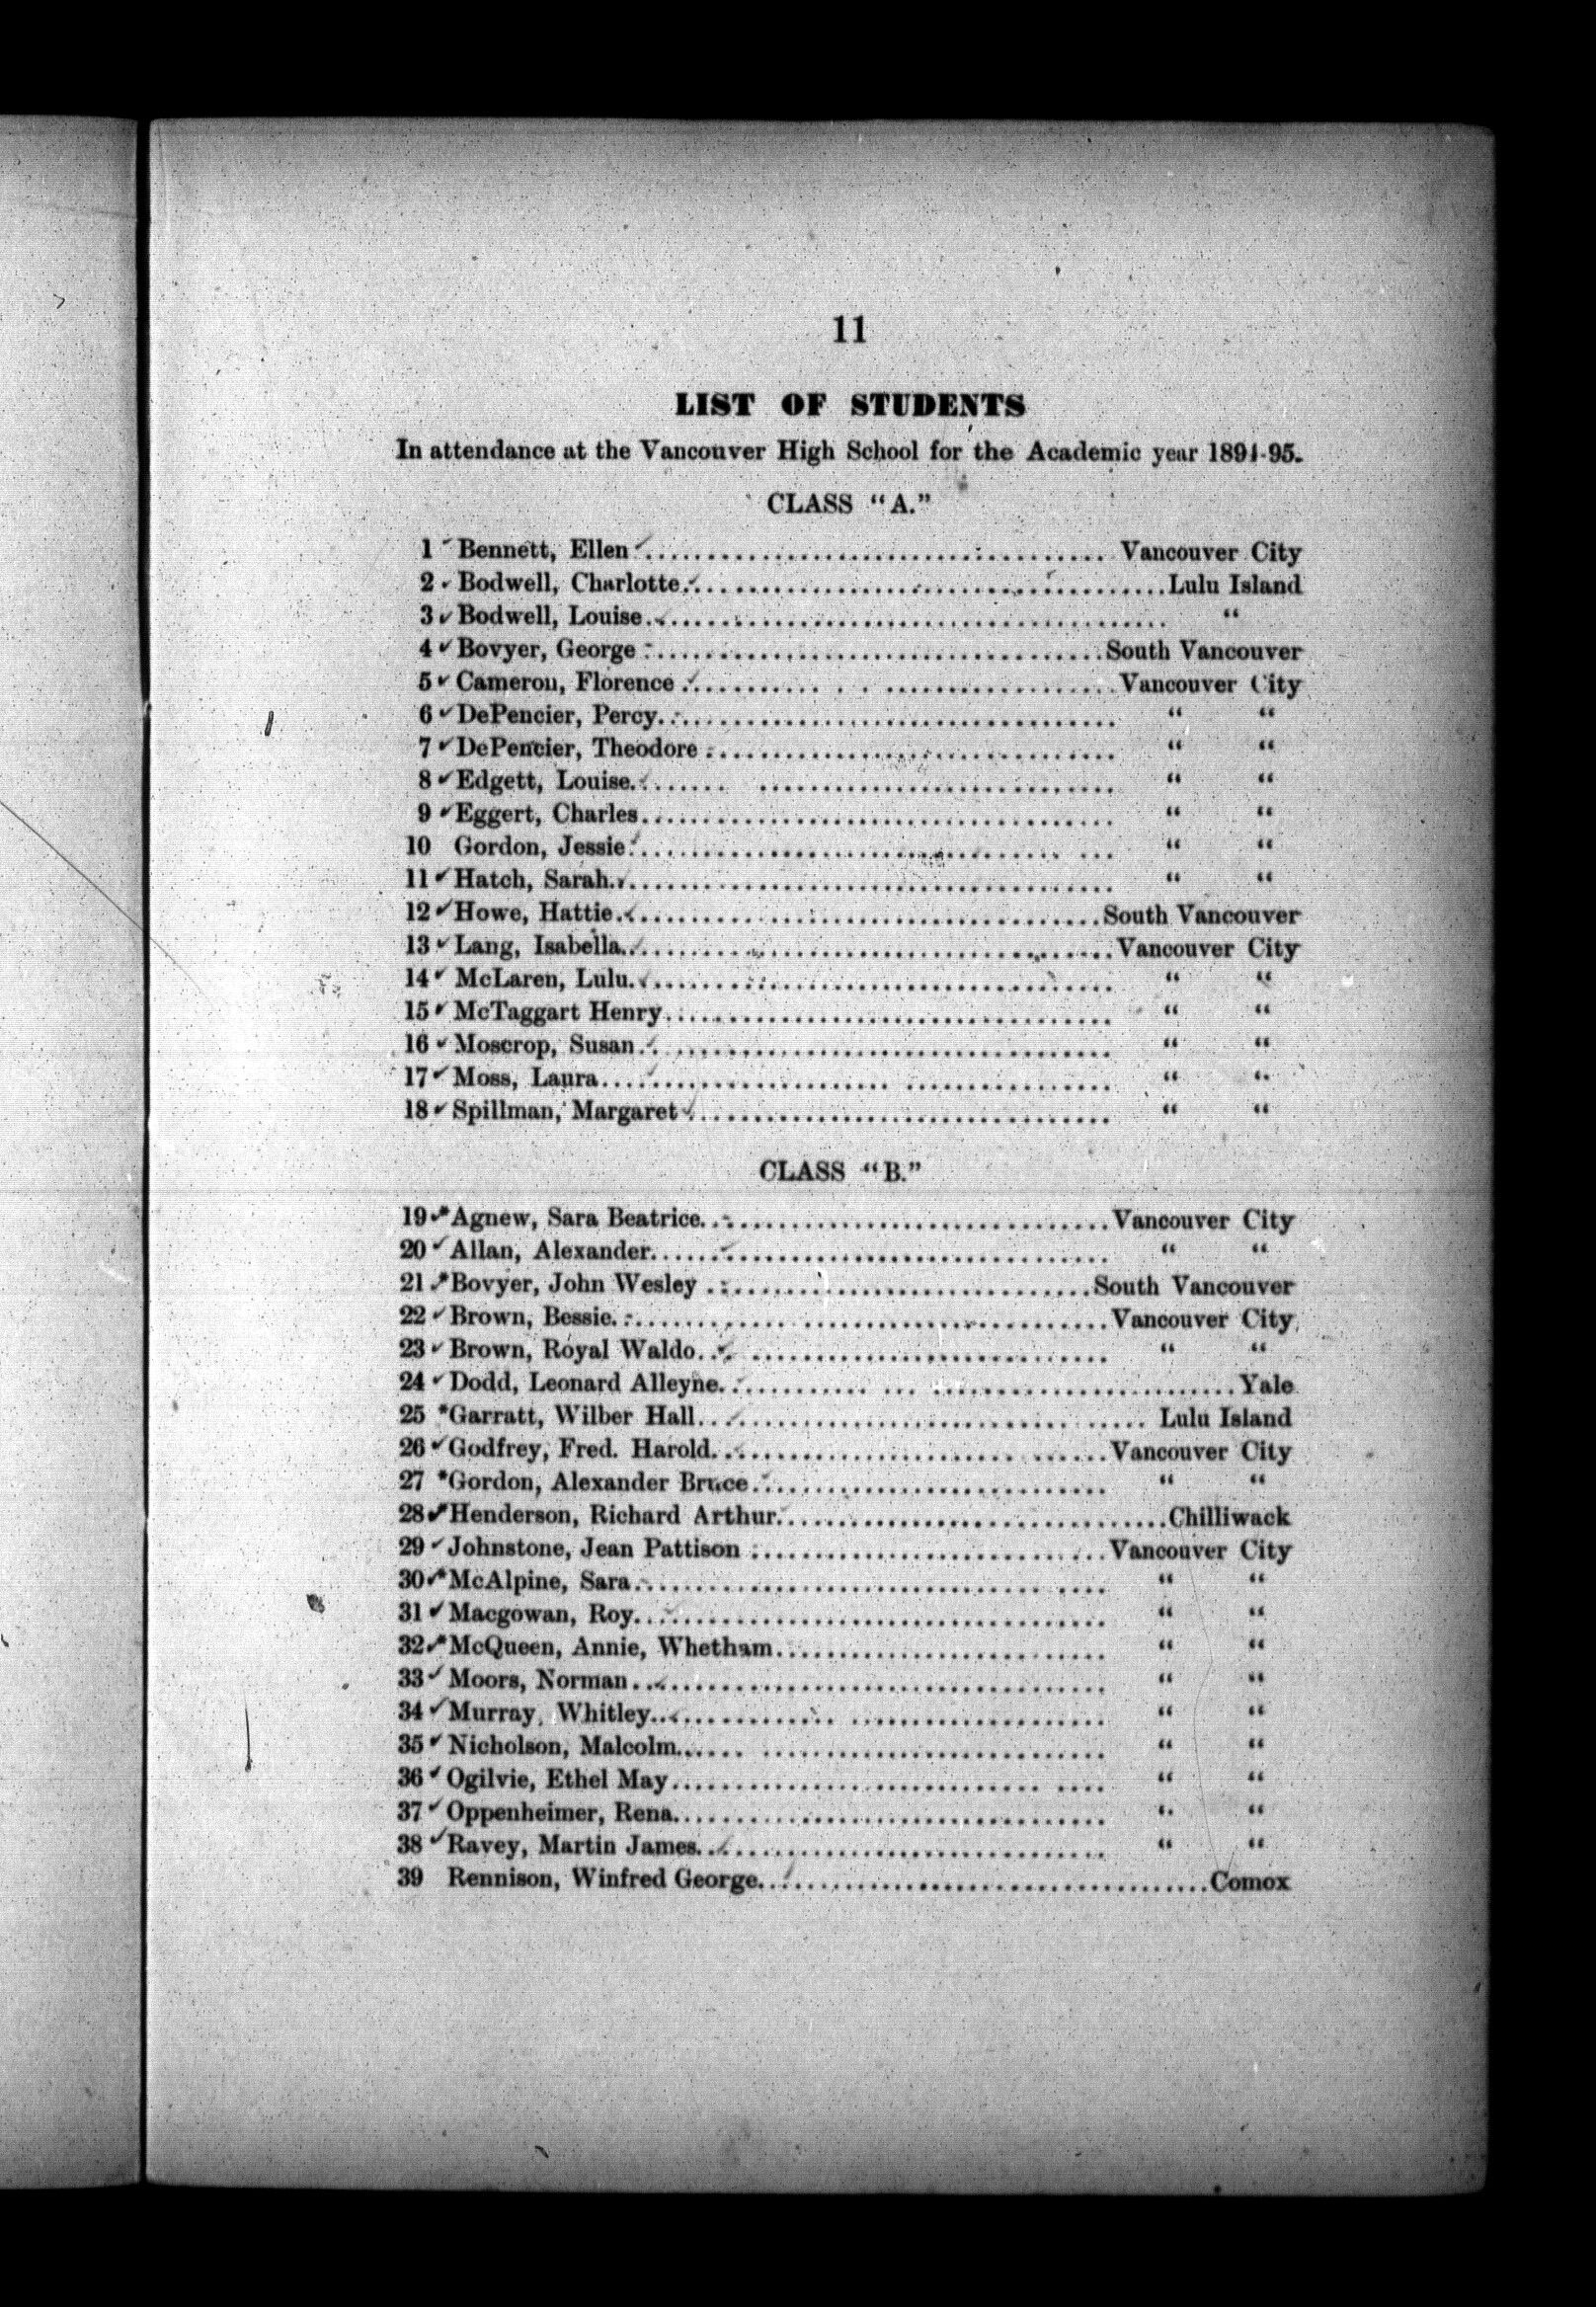 11
LIST OF STUDENTS
In attendance at the Vancouver High School for the Academic year 1894-95.
CLASS “A.”
1 Bennett, Ellen Vancouver City
2 Bodwell, Charlotte Lulu Island
3 Bodwell, Louise “
4 Bovyer, George South Vancouver
5 Cameron, Florence Vancouver City
6 DePencier, Percy “ “
7 DePencier, Theodore “ “
8 Edgett, Louise “ “
9 Eggert, Charles “ “
10 Gordon, Jessie “ “
11 Hatch, Sarah “ “
12 Howe, Hattie South Vancouver
13 Lang, Isabella Vancouver City
14 McLaren, Lulu “ “
15 McTaggart Henry “ “
16 Moscrop, Susan “ “
17 Moss, Laura “ “
18 Spillman, Margaret “ “
CLASS “B.”
19 *Agnew, Sara Beatrice Vancouver City
20 Allan, Alexander “ “
21 *Bovyer, John Wesley South Vancouver
22 Brown, Bessie Vancouver City
23 Brown, Royal Waldo “ “
24 Dodd, Leonard Alleyne Yale
25 *Garratt, Wilber Hall Lulu Island
26 Godfrey, Fred. Harold Vancouver City
27 *Gordon, Alexander Bruce “ “
28 *Henderson, Richard Arthur Chilliwack
29 Johnstone, Jean Pattison Vancouver City
30 *McAlpine, Sara “ “
31 Macgowan, Roy “ “
32 *McQueen, Annie, Whetham “ “
33 Moors, Norman “ “
34 Murray, Whitley “ “
35 Nicholson, Malcolm “ “
36 Ogilvie, Ethel May “ “
37 Oppenheimer, Rena “ “
38 Ravey, Martin James “ “
39 Rennison, Winfred George Comox